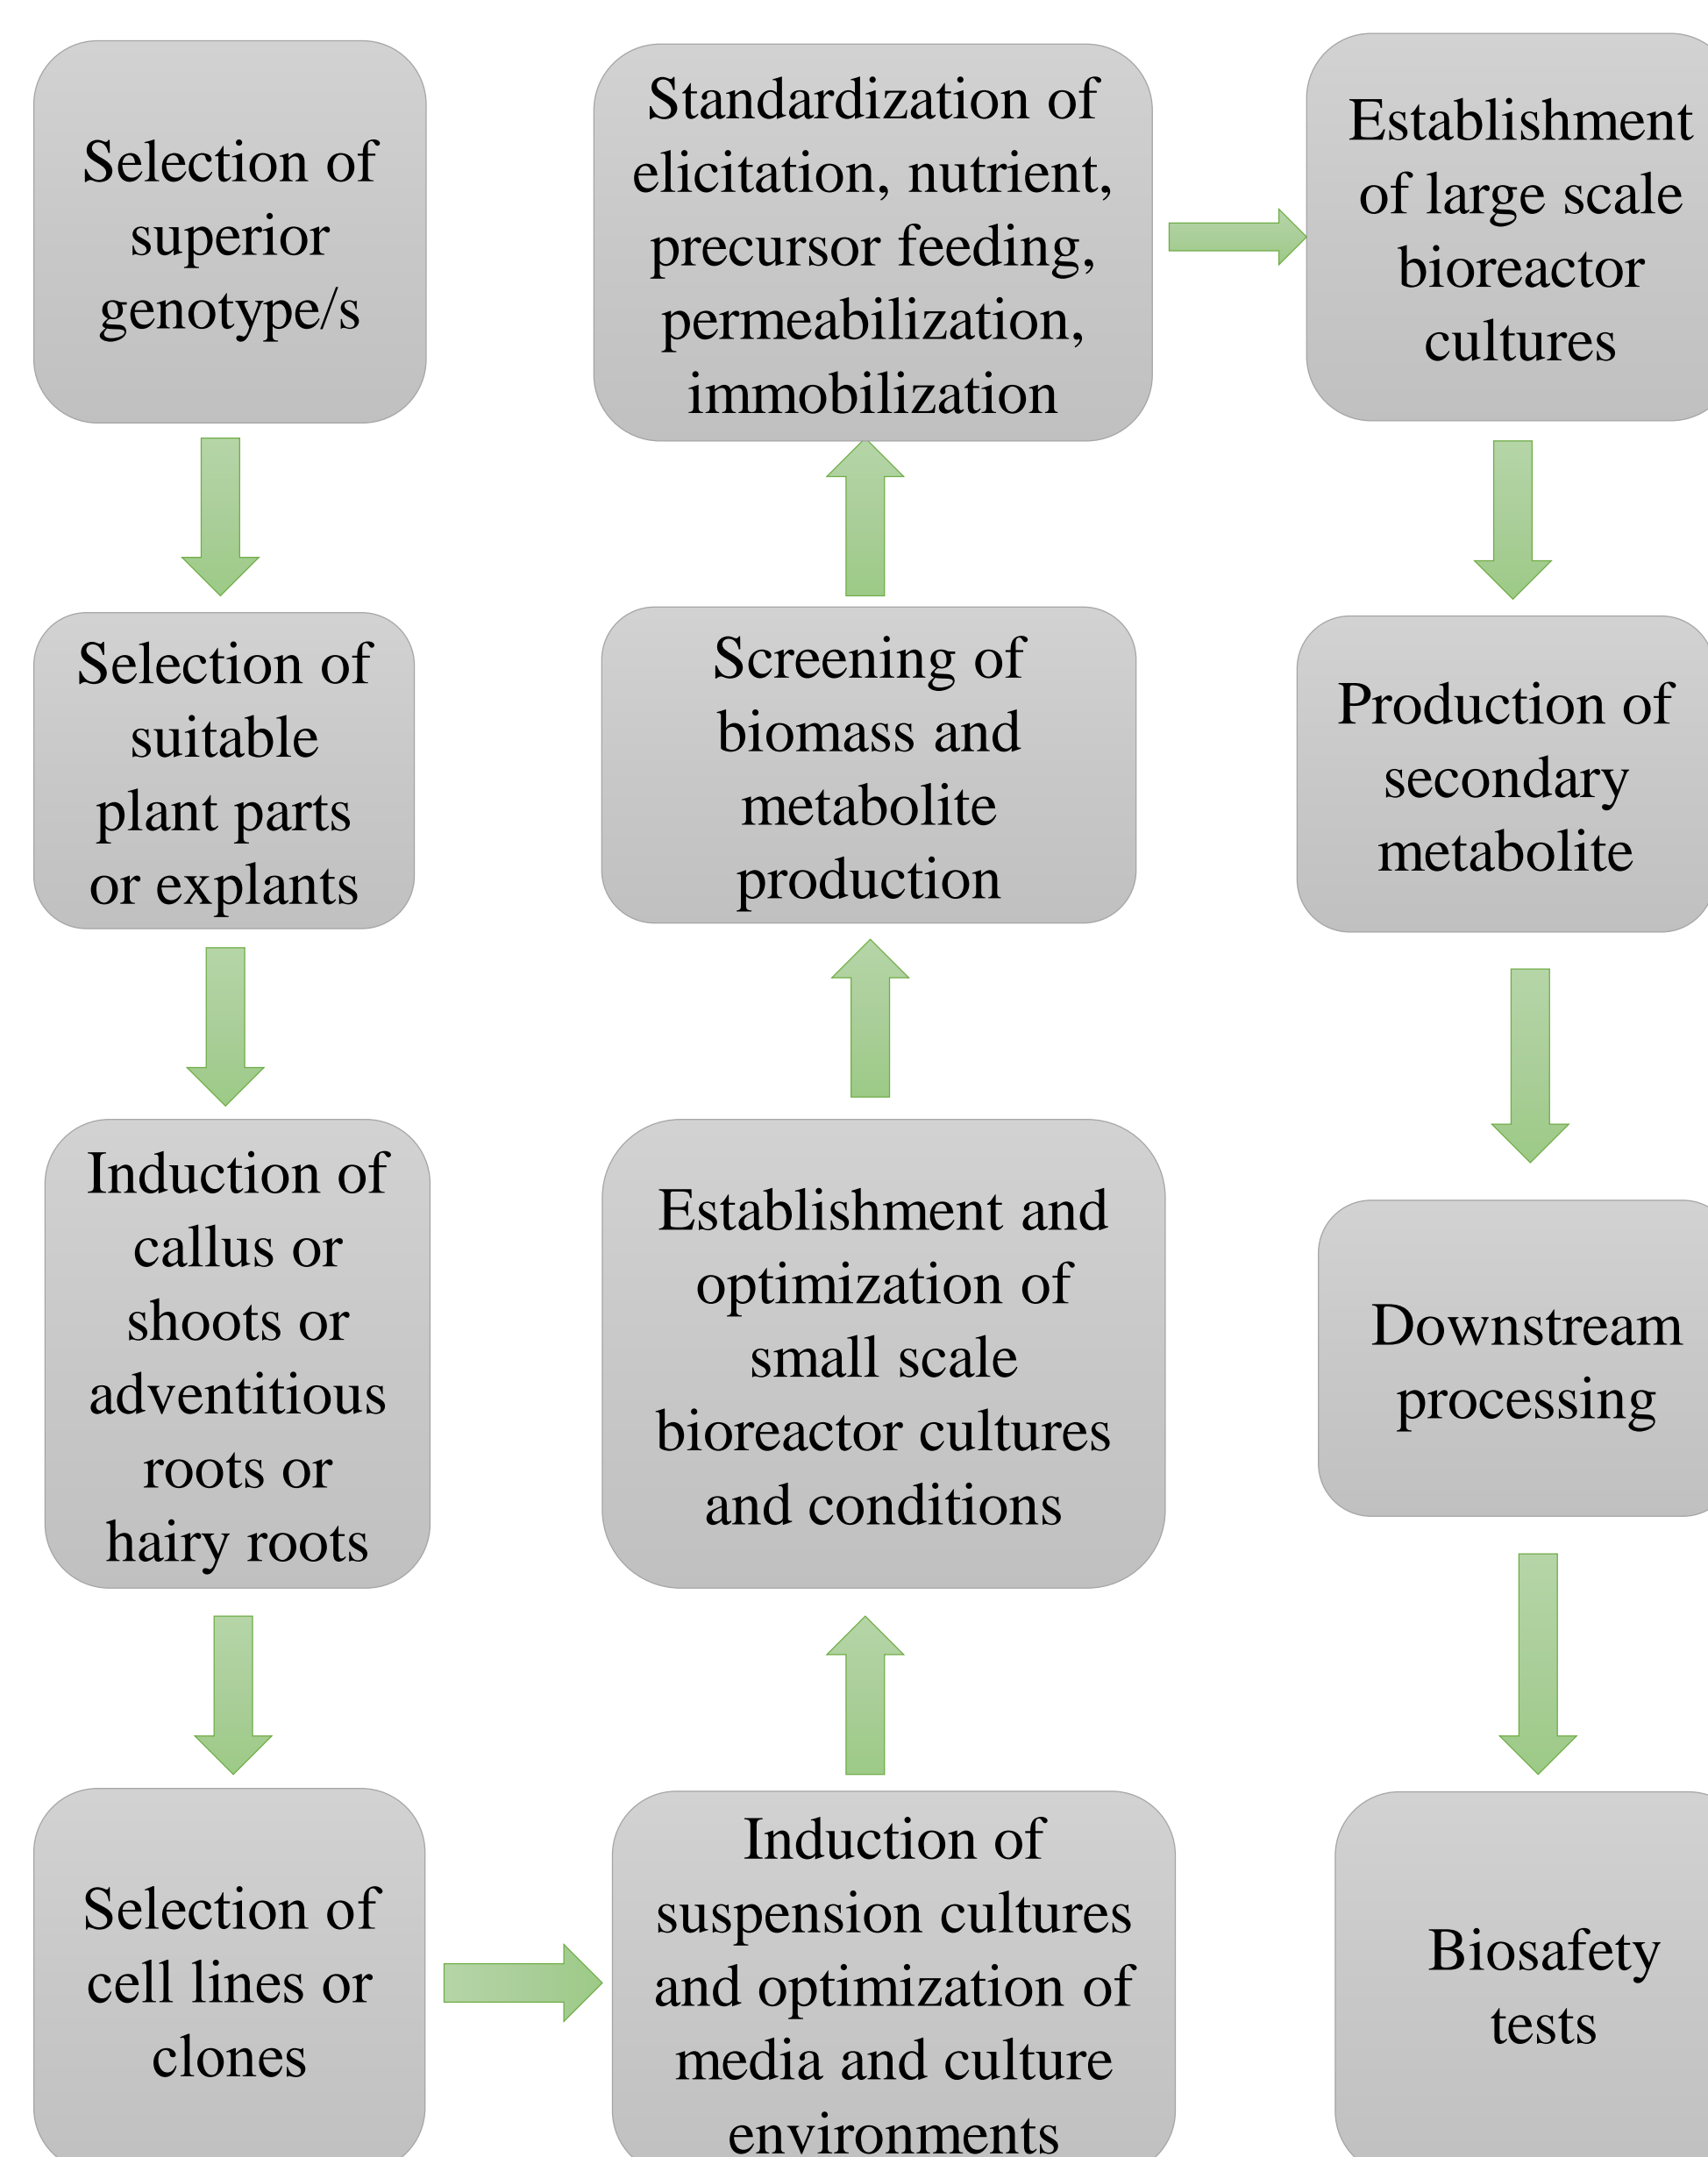 Selection of
superior
genotype/s
Selection of
suitable
plant parts
or explants
Induction of
callus or
shoots or
adventitious
roots or
hairy roots
Selection of
cell lines or
clones
Induction of
suspension cultures
and optimization of
media and culture
environments
Establishment and
optimization of
small scale
bioreactor cultures
and conditions
Screening of
biomass and
metabolite
production
Standardization of
elicitation, nutrient,
precursor feeding,
permeabilization,
immobilization
Establishment
of large scale
bioreactor
cultures
Production of
secondary
metabolite
Downstream
processing
Biosafety
tests